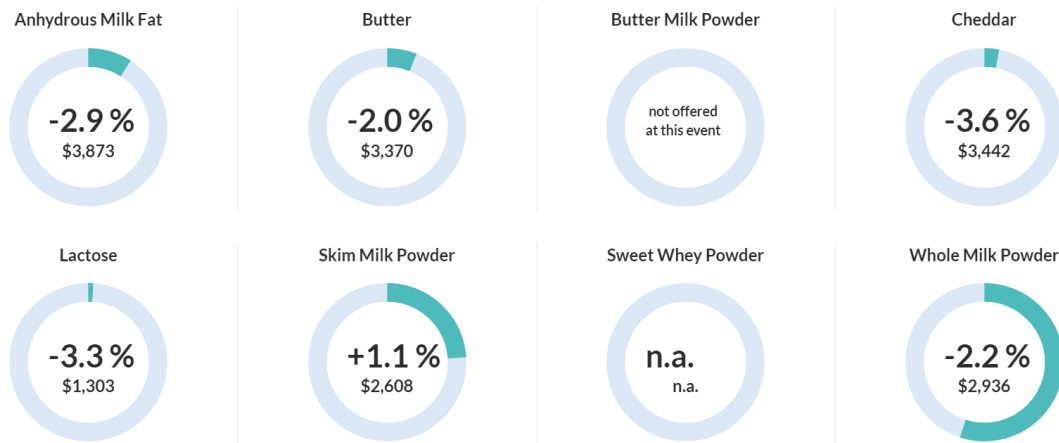 Anhydrous Milk Fat
Butter
Butter Milk Powder
Cheddar
-2.9 %
$3,873
-2.0 %
$3,370
not offered
at this event
-3.6 %
$3,442
Lactose
Skim Milk Powder
Sweet Whey Powder
Whole Milk Powder
-3.3 %
$1,303
+1.1 %
$2,608
n.a.
n.a.
-2.2 %
$2,936